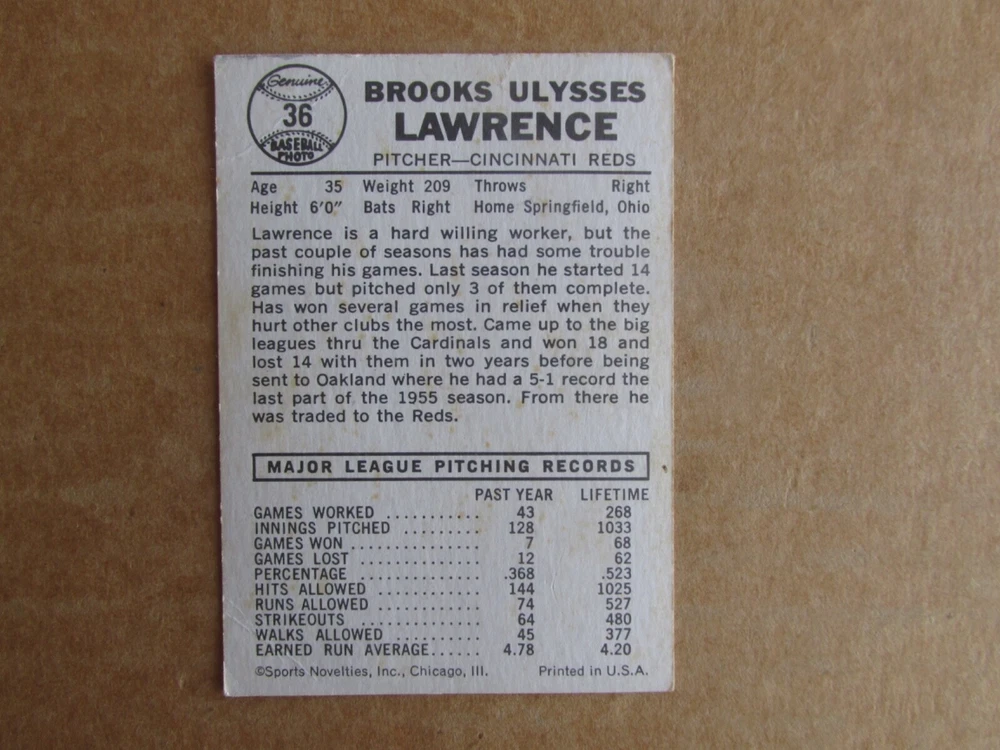 Genuine
36
BASEBALL
PHOTO
BROOKS ULYSSES
LAWRENCE
PITCHER—CINCINNATI REDS
Age 35 Weight 209 Throws Right
Height 6'0" Bats Right Home Springfield, Ohio
Lawrence is a hard willing worker, but the
past couple of seasons has had some trouble
finishing his games. Last season he started 14
games but pitched only 3 of them complete.
Has won several games in relief when they
hurt other clubs the most. Came up to the big
leagues thru the Cardinals and won 18 and
lost 14 with them in two years before being
sent to Oakland where he had a 5-1 record the
last part of the 1955 season. From there he
was traded to the Reds.
MAJOR LEAGUE PITCHING RECORDS
PAST YEAR LIFETIME
GAMES WORKED ........... 43 268
INNINGS PITCHED ......... 128 1033
GAMES WON ............... 7 68
GAMES LOST .............. 12 62
PERCENTAGE .............. .368 .523
HITS ALLOWED ............ 144 1025
RUNS ALLOWED ............ 74 527
STRIKEOUTS .............. 64 480
WALKS ALLOWED .......... 45 377
EARNED RUN AVERAGE...... 4.78 4.20
©Sports Novelties, Inc., Chicago, Ill. Printed in U.S.A.